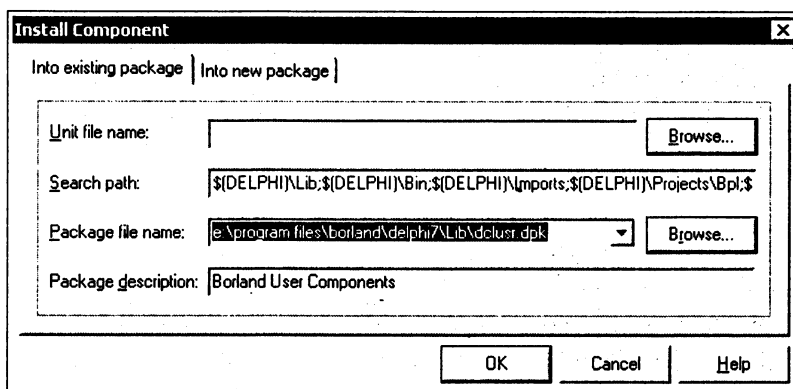 Install Component
Into existing package Into new package
Unit file name: Browse...
Search path: $(DELPHI)\Lib;$(DELPHI)\Bin;$(DELPHI)\Imports;$(DELPHI)\Projects\Bpl;$
Package file name: e:\program files\borland\delphi7\Lib\dclusr.dpk Browse...
Package description: Borland User Components
OK Cancel Help